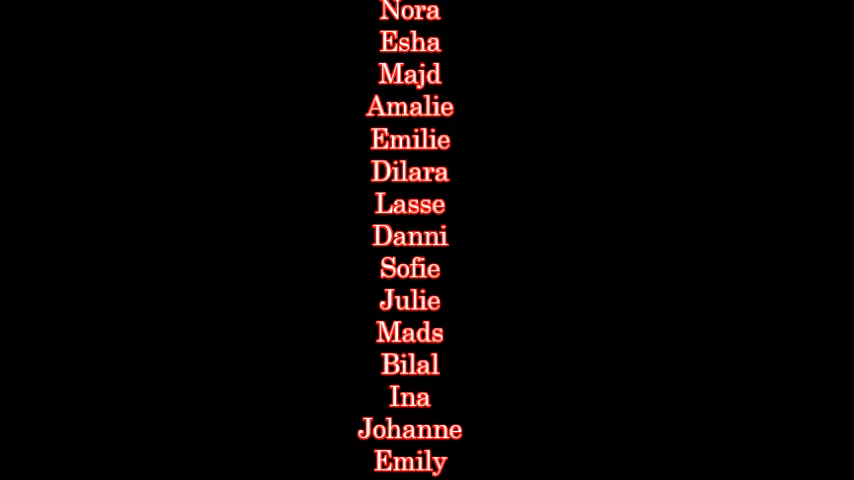 Nora
Esha
Majd
Amalie
Emilie
Dilara
Lasse
Danni
Sofie
Julie
Mads
Bilal
Ina
Johanne
Emily